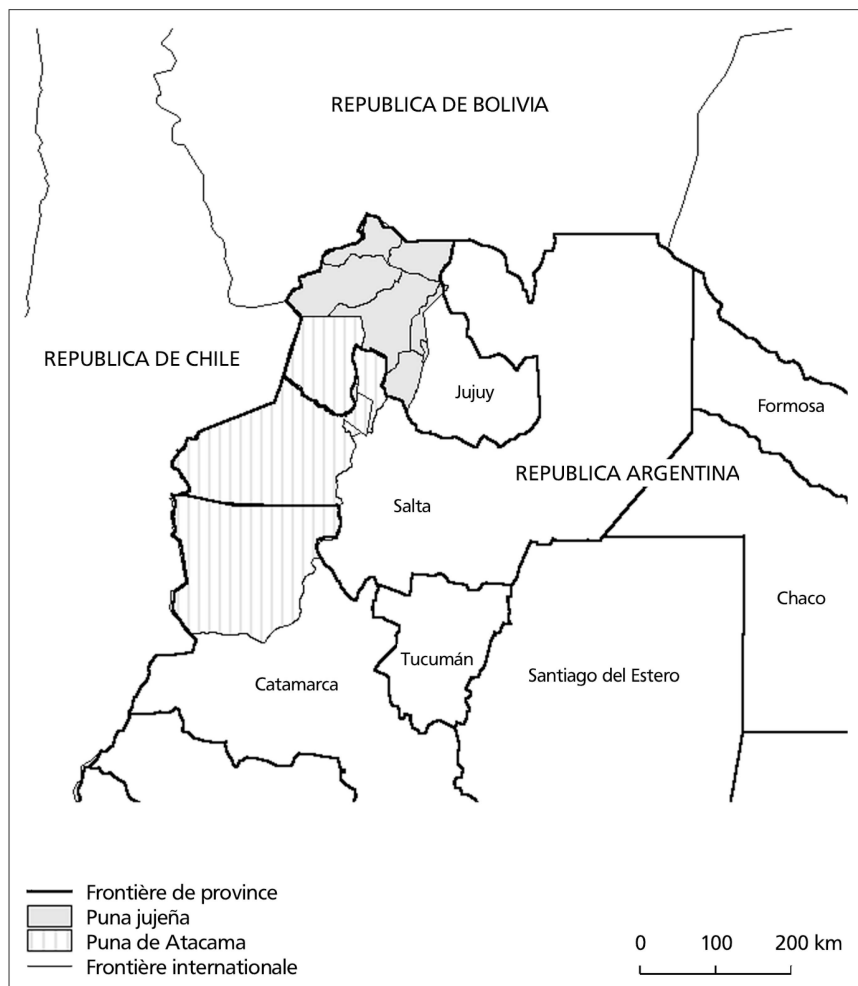 REPUBLICA DE BOLIVIA
REPUBLICA DE CHILE
Jujuy
Formosa
REPUBLICA ARGENTINA
Salta
Chaco
Tucumán
Santiago del Estero
Catamarca
Frontière de province
Puna jujeña
Puna de Atacama
Frontière internationale
0 100 200 km